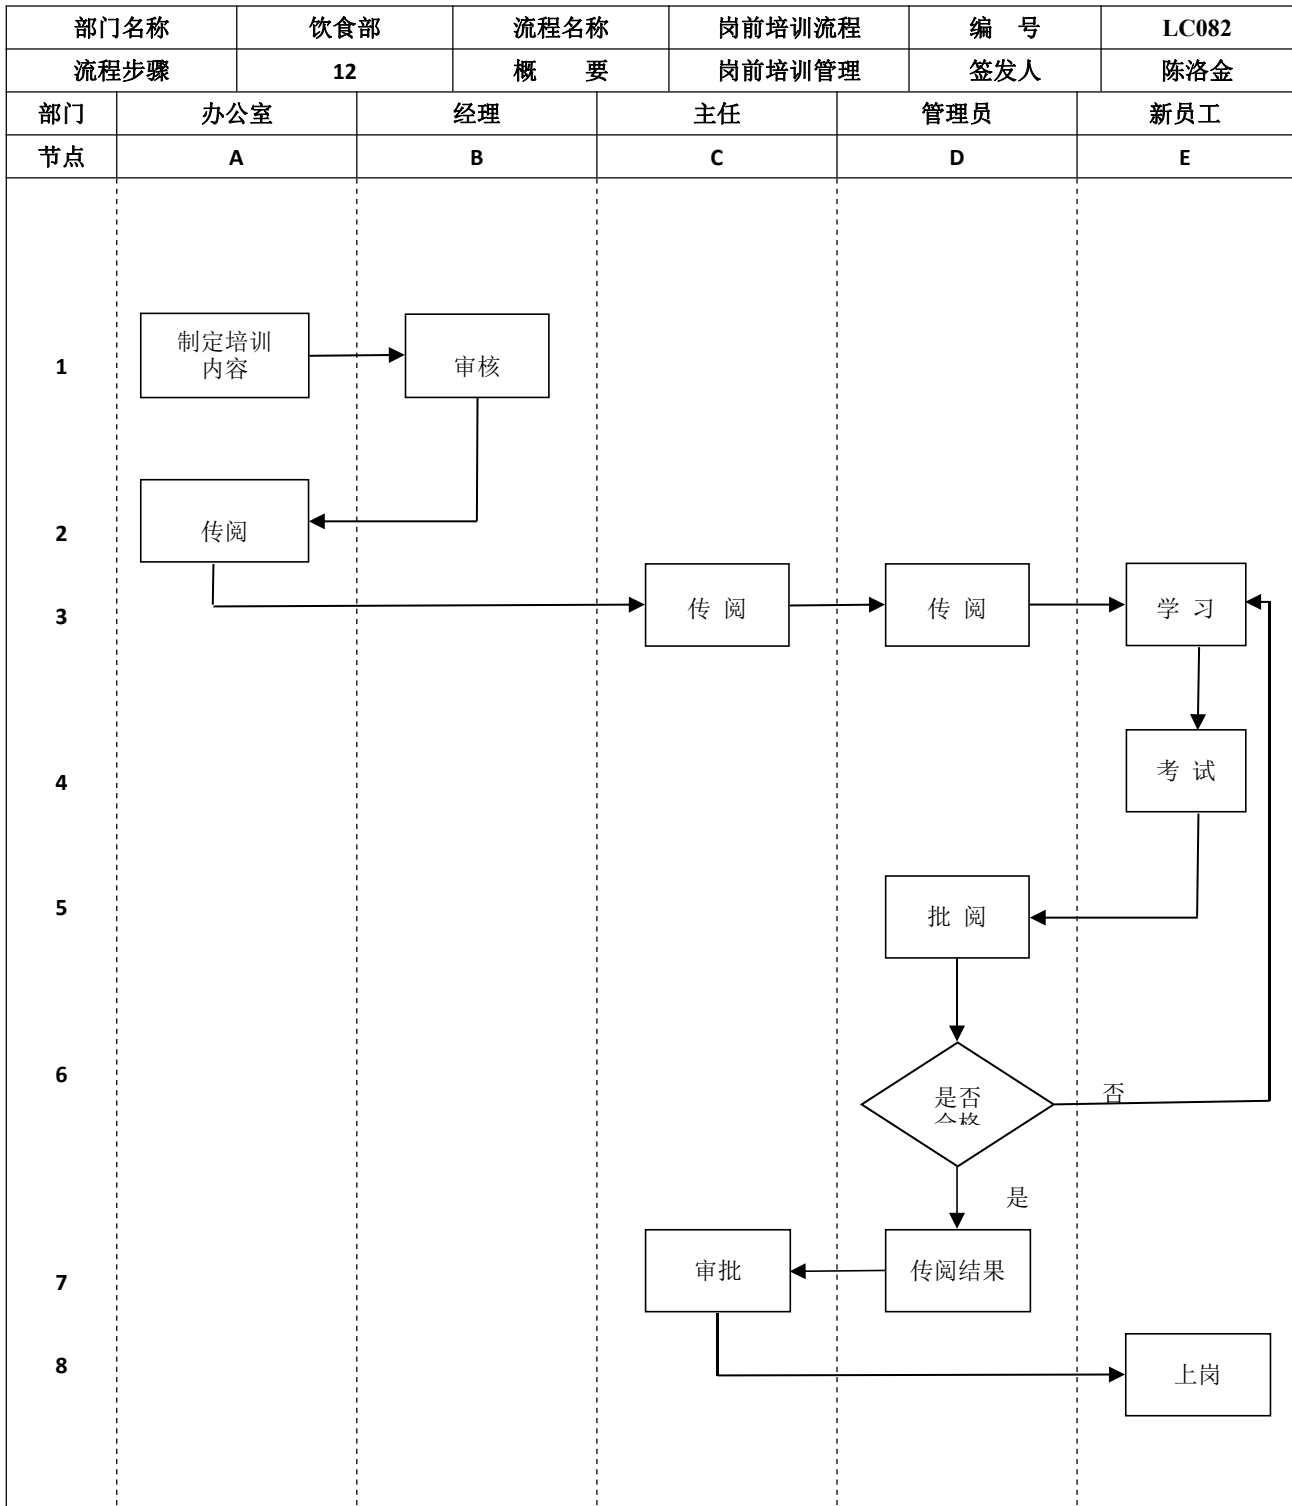 部门名称 饮食部 流程名称 岗前培训流程 编 号 LC082
流程步骤 12 概 要 岗前培训管理 签发人 陈洛金
部门 办公室 经理 主任 管理员 新员工
节点 A B C D E
制定培训
内容
审核
1
传阅
2
传 阅 传 阅 学 习
3
考 试
4
批 阅
5
6
是否
否
是
审批 传阅结果
7
8
上岗